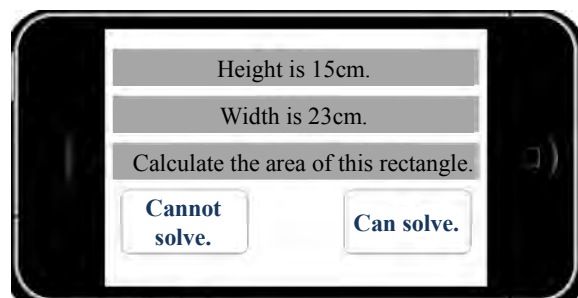 Height is 15cm.
Width is 23cm.
Calculate the area of this rectangle.
Cannot
solve.
Can solve.